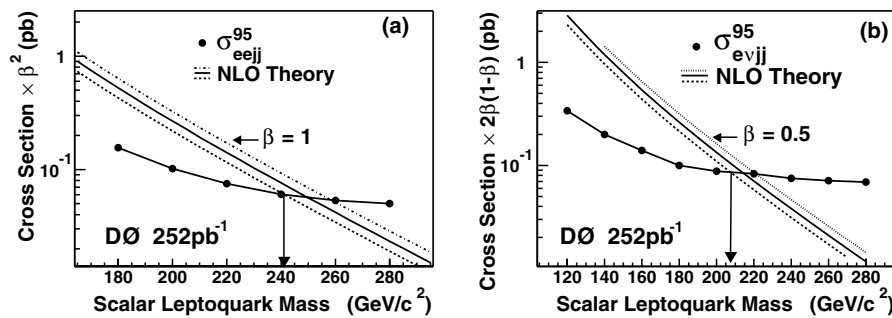 (a)
Cross Section × β² (pb)
1
10⁻¹
σ⁹⁵eejj
NLO Theory
β = 1
DØ 252pb⁻¹
180 200 220 240 260 280
Scalar Leptoquark Mass (GeV/c²)
(b)
Cross Section × 2β(1-β) (pb)
1
10⁻¹
σ⁹⁵eνjj
NLO Theory
β = 0.5
DØ 252pb⁻¹
120 140 160 180 200 220 240 260 280
Scalar Leptoquark Mass (GeV/c²)